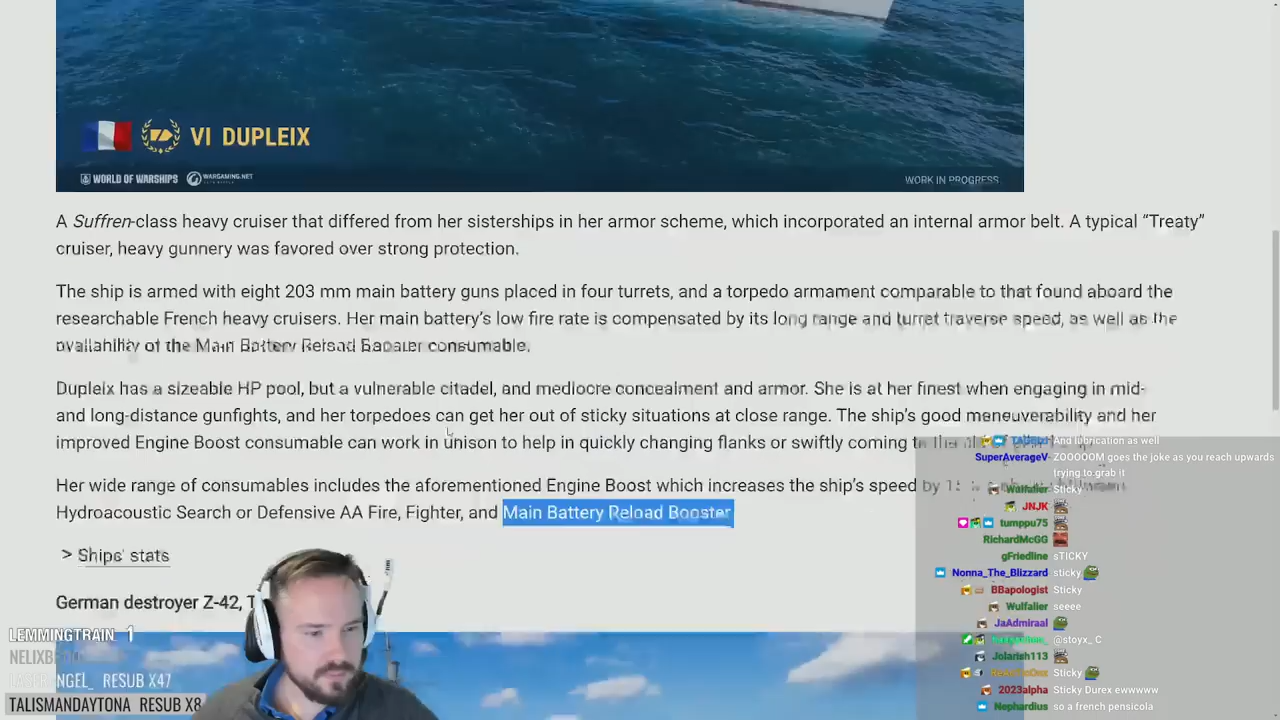 VI DUPLEIX
WORLD OF WARSHIPS WARGAMING.NET
WORK IN PROGRESS
A Suffren-class heavy cruiser that differed from her sisterships in her armor scheme, which incorporated an internal armor belt. A typical “Treaty”
cruiser, heavy gunnery was favored over strong protection.
The ship is armed with eight 203 mm main battery guns placed in four turrets, and a torpedo armament comparable to that found aboard the
researchable French heavy cruisers. Her main battery’s low fire rate is compensated by its long range and turret traverse speed, as well as the
availability of the Main Battery Reload Booster consumable.
Dupleix has a sizeable HP pool, but a vulnerable citadel, and mediocre concealment and armor. She is at her finest when engaging in mid-
and long-distance gunfights, and her torpedoes can get her out of sticky situations at close range. The ship’s good maneuverability and her
improved Engine Boost consumable can work in unison to help in quickly changing flanks or swiftly coming
Her wide range of consumables includes the aforementioned Engine Boost which increases the ship’s speed by
Hydroacoustic Search or Defensive AA Fire, Fighter, and Main Battery Reload Booster
> Ships stats
German destroyer Z-42, T
LEMMINGTRAIN_1
NGEL_ RESUB X47
TALISMANDAYTONA RESUB X8
And lubrication as well
SuperAverageV- ZOOOOOM goes the joke as you reach upwards
trying to grab it
Wulfalier Sticky
JNJK
tumppu75
RichardMcGG
gFriedline sTICKY
Nonna_The_Blizzard sticky
BBapologist Sticky
Wulfalier seeee
JaAdmiraal
@stoyx_C
Jolarish113
Sticky
2023alpha Sticky Durex ewwwww
Nephardius so a french pensicola